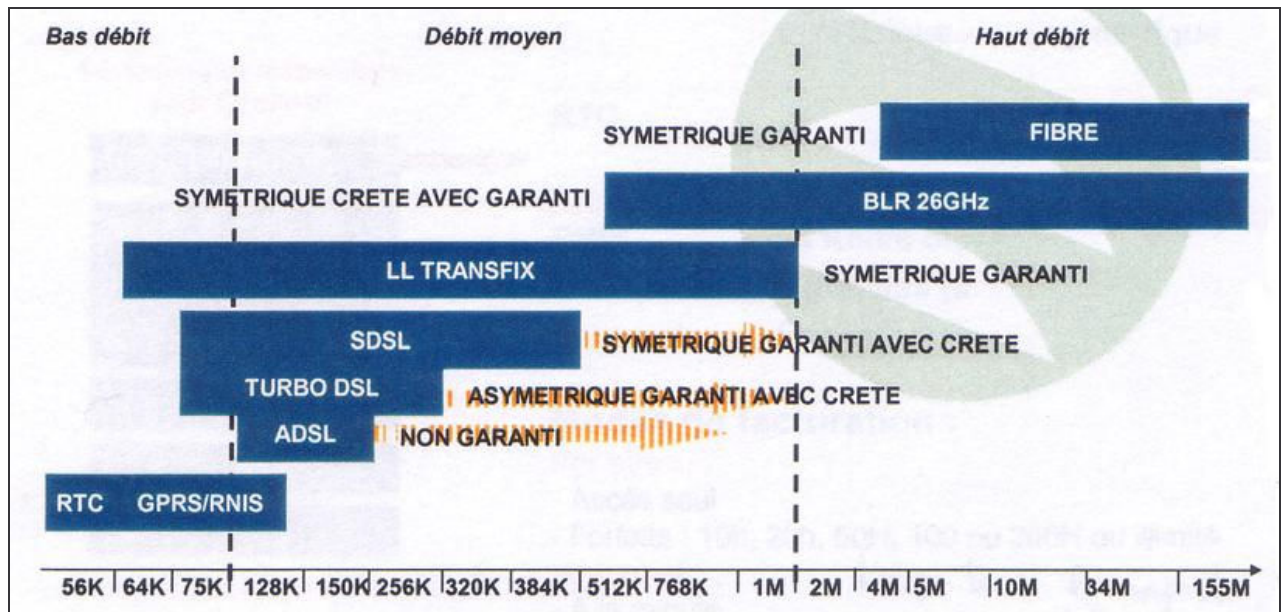 Bas débit Débit moyen Haut débit
SYMETRIQUE GARANTI FIBRE
SYMETRIQUE CRETE AVEC GARANTI BLR 26GHz
LL TRANSFIX SYMETRIQUE GARANTI
SDSL SYMETRIQUE GARANTI AVEC CRETE
TURBO DSL ASYMETRIQUE GARANTI AVEC CRETE
ADSL NON GARANTI
RTC GPRS/RNIS
56K 64K 75K 128K 150K 256K 320K 384K 512K 768K 1M 2M 4M 5M 10M 34M 155M